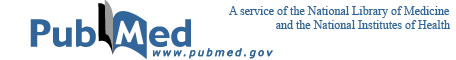 A service of the National Library of Medicine
and the National Institutes of Health
PubMed
www.pubmed.gov